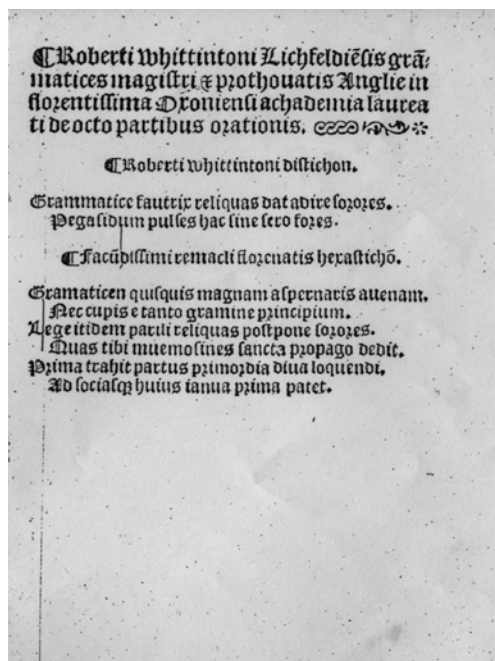 ¶Roberti whittintoni Lichfeldiēsis grā⸗
matices magistri ⁊ prothouatis Anglie in
florentissima Oxoniensi achademia laurea
ti de octo partibus orationis.
¶Roberti whittintoni distichon.
Grammatice fautrix reliquas dat adire sorores.
Pegasidum pulses hac sine sero fores.
¶Facūdissimi remacli florenatis hexastichō.
Gramaticen quisquis magnam aspernaris auenam.
Nec cupis e tanto gramine principium.
Lege itidem parili reliquas postpone sorores.
Quas tibi muemosines sancta propago dedit.
Prima trahit partus primordia diua loquendi.
Ad sociasqꝫ huius ianua prima patet.